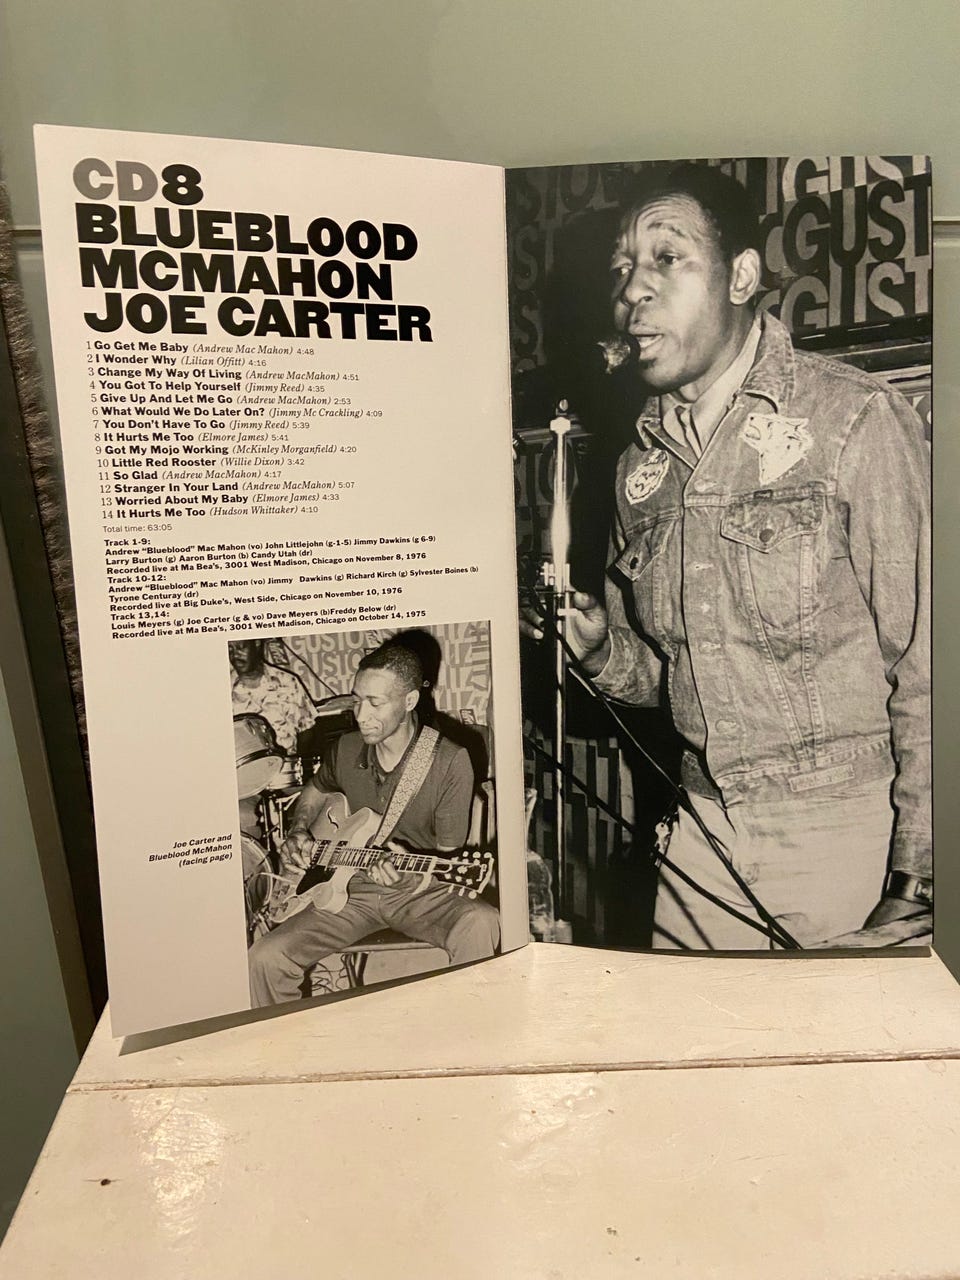 CD8
BLUEBLOOD
MCMAHON
JOE CARTER
1 Go Get Me Baby (Andrew Mac Mahon) 4:48
2 I Wonder Why (Lilian Offitt) 4:16
3 Change My Way Of Living (Andrew MacMahon) 4:51
4 You Got To Help Yourself (Jimmy Reed) 4:35
5 Give Up And Let Me Go (Andrew MacMahon) 2:53
6 What Would We Do Later On? (Jimmy Mc Crackling) 4:09
7 You Don't Have To Go (Jimmy Reed) 5:39
8 It Hurts Me Too (Elmore James) 5:41
9 Got My Mojo Working (McKinley Morganfield) 4:20
10 Little Red Rooster (Willie Dixon) 3:42
11 So Glad (Andrew MacMahon) 4:17
12 Stranger In Your Land (Andrew MacMahon) 5:07
13 Worried About My Baby (Elmore James) 4:33
14 It Hurts Me Too (Hudson Whittaker) 4:10
Total time: 63:05
Track 1-9:
Andrew "Blueblood" Mac Mahon (vo) John Littlejohn (g-1-5) Jimmy Dawkins (g 6-9)
Larry Burton (g) Aaron Burton (b) Candy Utah (dr)
Recorded live at Ma Bea's, 3001 West Madison, Chicago on November 8, 1976
Track 10-12:
Andrew "Blueblood" Mac Mahon (vo) Jimmy Dawkins (g) Richard Kirch (g) Sylvester Boines (b)
Tyrone Centuray (dr)
Recorded live at Big Duke's, West Side, Chicago on November 10, 1976
Track 13,14:
Louis Meyers (g) Joe Carter (g & vo) Dave Meyers (b)Freddy Below (dr)
Recorded live at Ma Bea's, 3001 West Madison, Chicago on October 14, 1975
Joe Carter and
Blueblood McMahon
(facing page)
GUST
GUST
GUST